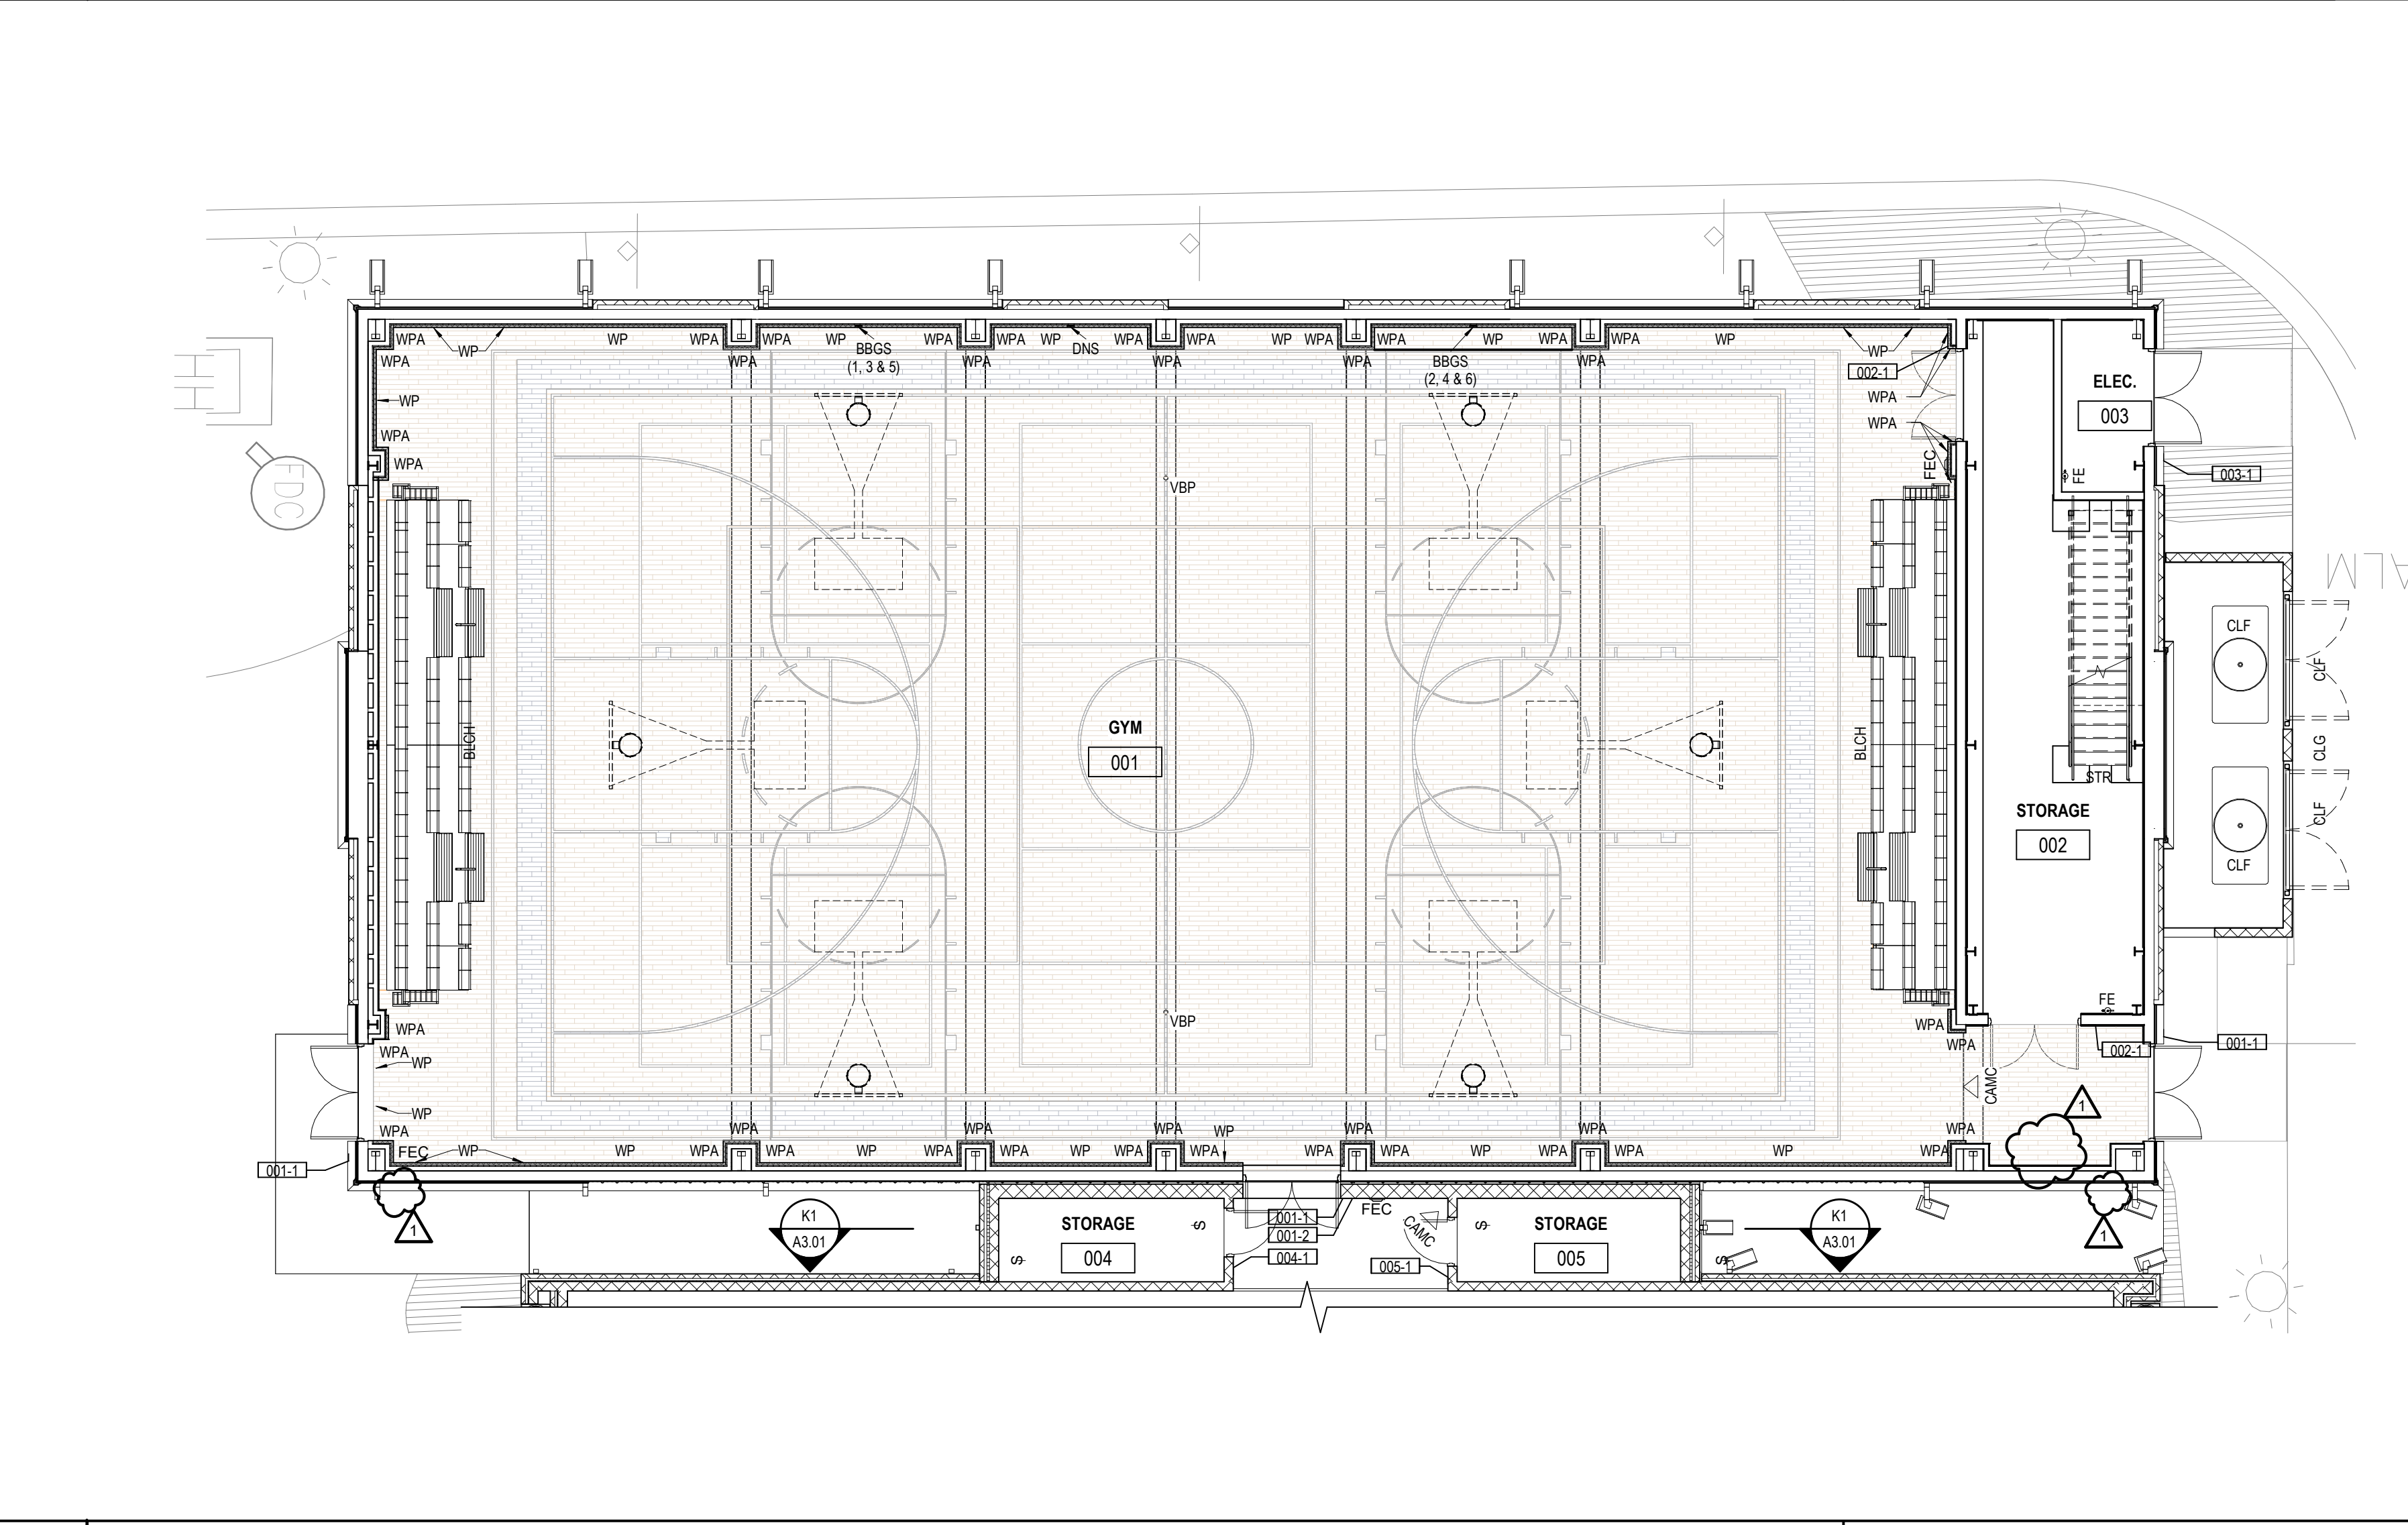 WPA WP WP WPA WPA WP BBGS WPA WPA WP DNS WPA WPA WP WPA WPA WP WPA WPA WP WP
(1, 3 & 5)
BBGS
(2, 4 & 6)
WPA WPA WPA WPA WPA WPA
002-1
ELEC.
003
WP
WPA
WPA
WPA
WPA
FEC
FE
003-1
FDC
VBP
ALM
CLF
CLF
GYM
001
BLCH
BLCH
CLG
STR
STORAGE
002
CLF
CLF
FE
VBP
WPA
WPA
WP
WP
WPA
WPA
WPA
002-1
001-1
CAMC
1
WPA WPA WPA WP WPA WPA WPA
FEC WP WP WPA WPA WP WPA WPA WP WPA WPA WPA WPA WP WPA WPA WP WPA
001-1
1
K1
A3.01
STORAGE
004
$
$
001-1
001-2
004-1
FEC
CAMC
005-1
$
STORAGE
005
$
K1
A3.01
1